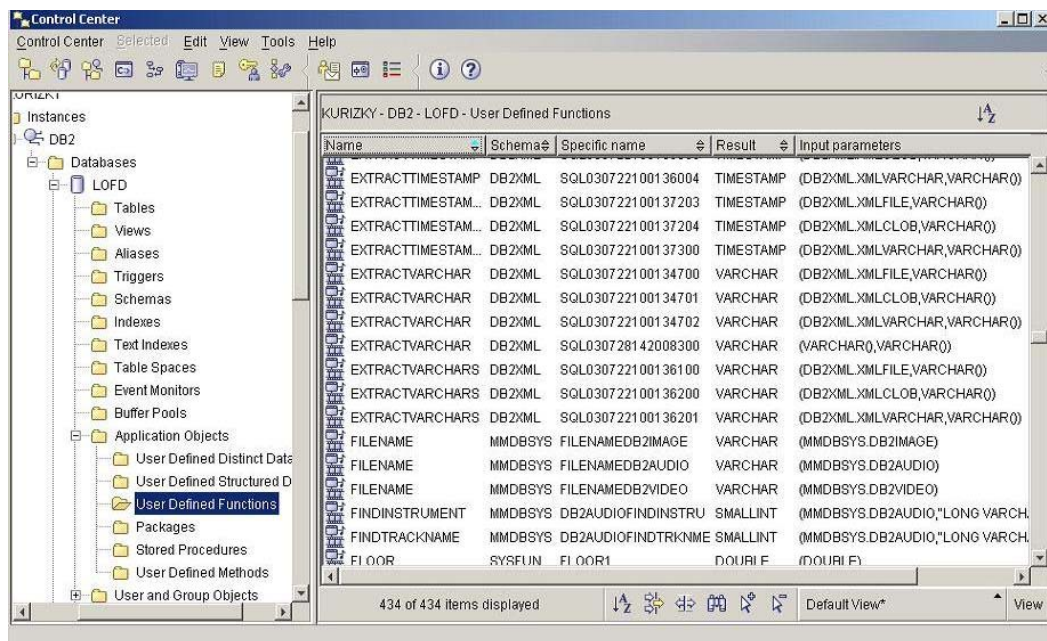 Control Center
Control Center Selected Edit View Tools Help
KURIZKY
Instances
DB2
Databases
LOFD
Tables
Views
Aliases
Triggers
Schemas
Indexes
Text Indexes
Table Spaces
Event Monitors
Buffer Pools
Application Objects
User Defined Distinct Data
User Defined Structured D
User Defined Functions
Packages
Stored Procedures
User Defined Methods
User and Group Objects
KURIZKY - DB2 - LOFD - User Defined Functions
Name Schema Specific name Result Input parameters
EXTRACTTIMESTAMP DB2XML SQL030722100136004 TIMESTAMP (DB2XML.XMLVARCHAR,VARCHAR())
EXTRACTTIMESTAM... DB2XML SQL030722100137203 TIMESTAMP (DB2XML.XMLFILE,VARCHAR())
EXTRACTTIMESTAM... DB2XML SQL030722100137204 TIMESTAMP (DB2XML.XMLCLOB,VARCHAR())
EXTRACTTIMESTAM... DB2XML SQL030722100137300 TIMESTAMP (DB2XML.XMLVARCHAR,VARCHAR())
EXTRACTVARCHAR DB2XML SQL030722100134700 VARCHAR (DB2XML.XMLFILE,VARCHAR())
EXTRACTVARCHAR DB2XML SQL030722100134701 VARCHAR (DB2XML.XMLCLOB,VARCHAR())
EXTRACTVARCHAR DB2XML SQL030722100134702 VARCHAR (DB2XML.XMLVARCHAR,VARCHAR())
EXTRACTVARCHAR DB2XML SQL030728142008300 VARCHAR (VARCHAR(),VARCHAR())
EXTRACTVARCHARS DB2XML SQL030722100136100 VARCHAR (DB2XML.XMLFILE,VARCHAR())
EXTRACTVARCHARS DB2XML SQL030722100136200 VARCHAR (DB2XML.XMLCLOB,VARCHAR())
EXTRACTVARCHARS DB2XML SQL030722100136201 VARCHAR (DB2XML.XMLVARCHAR,VARCHAR())
FILENAME MMDBSYS FILENAMEDB2IMAGE VARCHAR (MMDBSYS.DB2IMAGE)
FILENAME MMDBSYS FILENAMEDB2AUDIO VARCHAR (MMDBSYS.DB2AUDIO)
FILENAME MMDBSYS FILENAMEDB2VIDEO VARCHAR (MMDBSYS.DB2VIDEO)
FINDINSTRUMENT MMDBSYS DB2AUDIOFINDINSTRU SMALLINT (MMDBSYS.DB2AUDIO,"LONG VARCH
FINDTRACKNAME MMDBSYS DB2AUDIOFINDTRKNME SMALLINT (MMDBSYS.DB2AUDIO,"LONG VARCH
FLOOR SYSFUN FLOOR1 DOUBLE (DOUBLE)
434 of 434 items displayed Default View* View